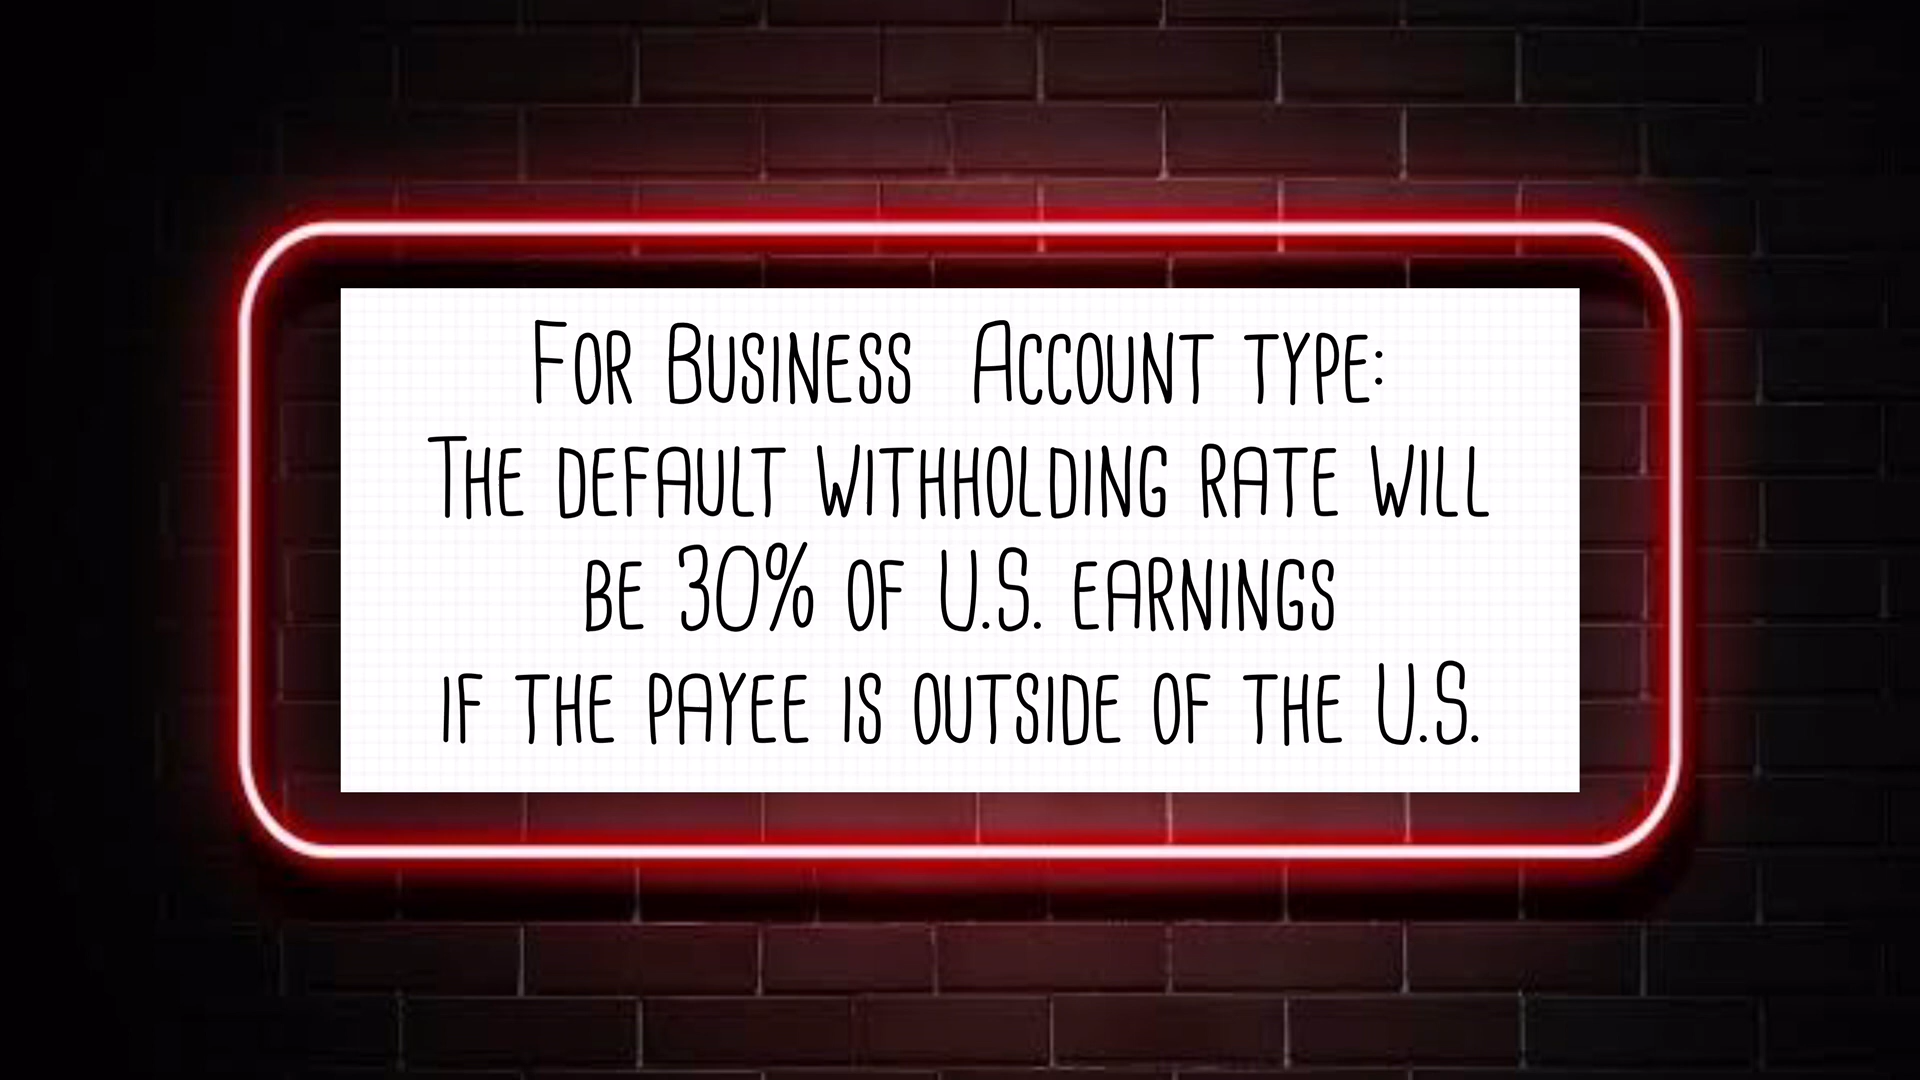 For Business Account type:
The default withholding rate will
be 30% of U.S. earnings
if the payee is outside of the U.S.